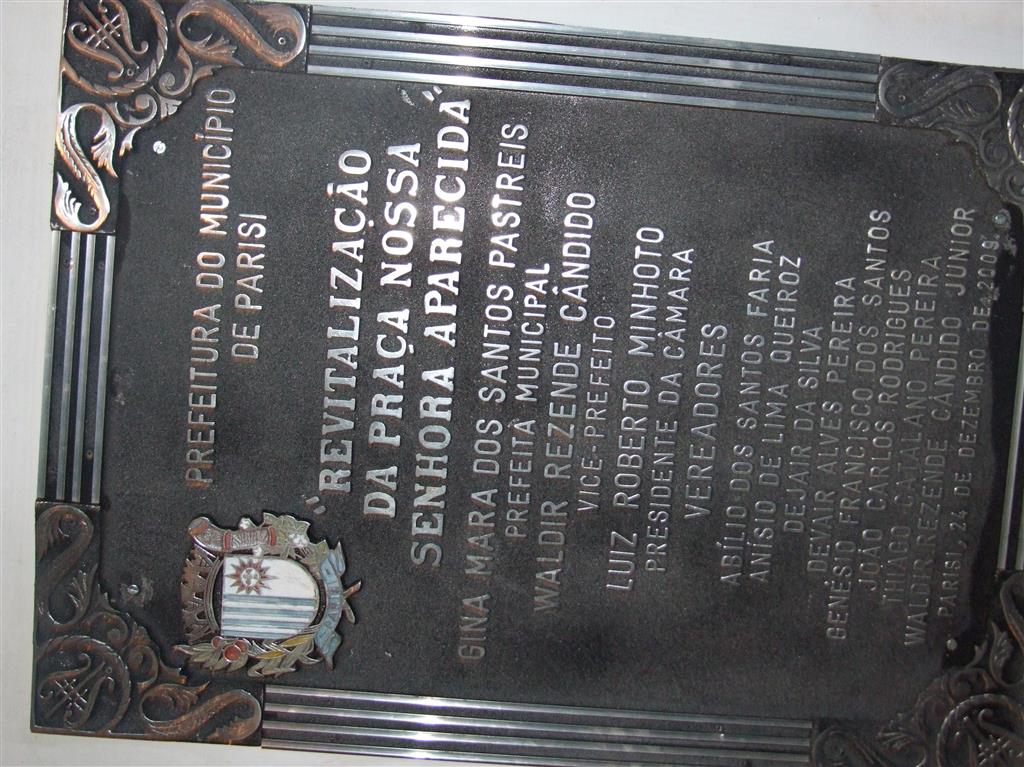 PREFEITURA DO MUNICÍPIO
DE PARISI
"REVITALIZAÇÃO
DA PRAÇA NOSSA
SENHORA APARECIDA"
GINA MARA DOS SANTOS PASTREIS
PREFEITA MUNICIPAL
WALDIR REZENDE CÂNDIDO
VICE-PREFEITO
LUIZ ROBERTO MINHOTO
PRESIDENTE DA CÂMARA
VEREADORES
ABÍLIO DOS SANTOS FARIA
ANISIO DE LIMA QUEIROZ
DEJAIR DA SILVA
DEVAIR ALVES PEREIRA
GENESIO FRANCISCO DOS SANTOS
JOÃO CARLOS RODRIGUES
THIAGO CATALANO PEREIRA
WALDIR REZENDE CÂNDIDO JUNIOR
PARISI, 24 DE DEZEMBRO DE 2009.